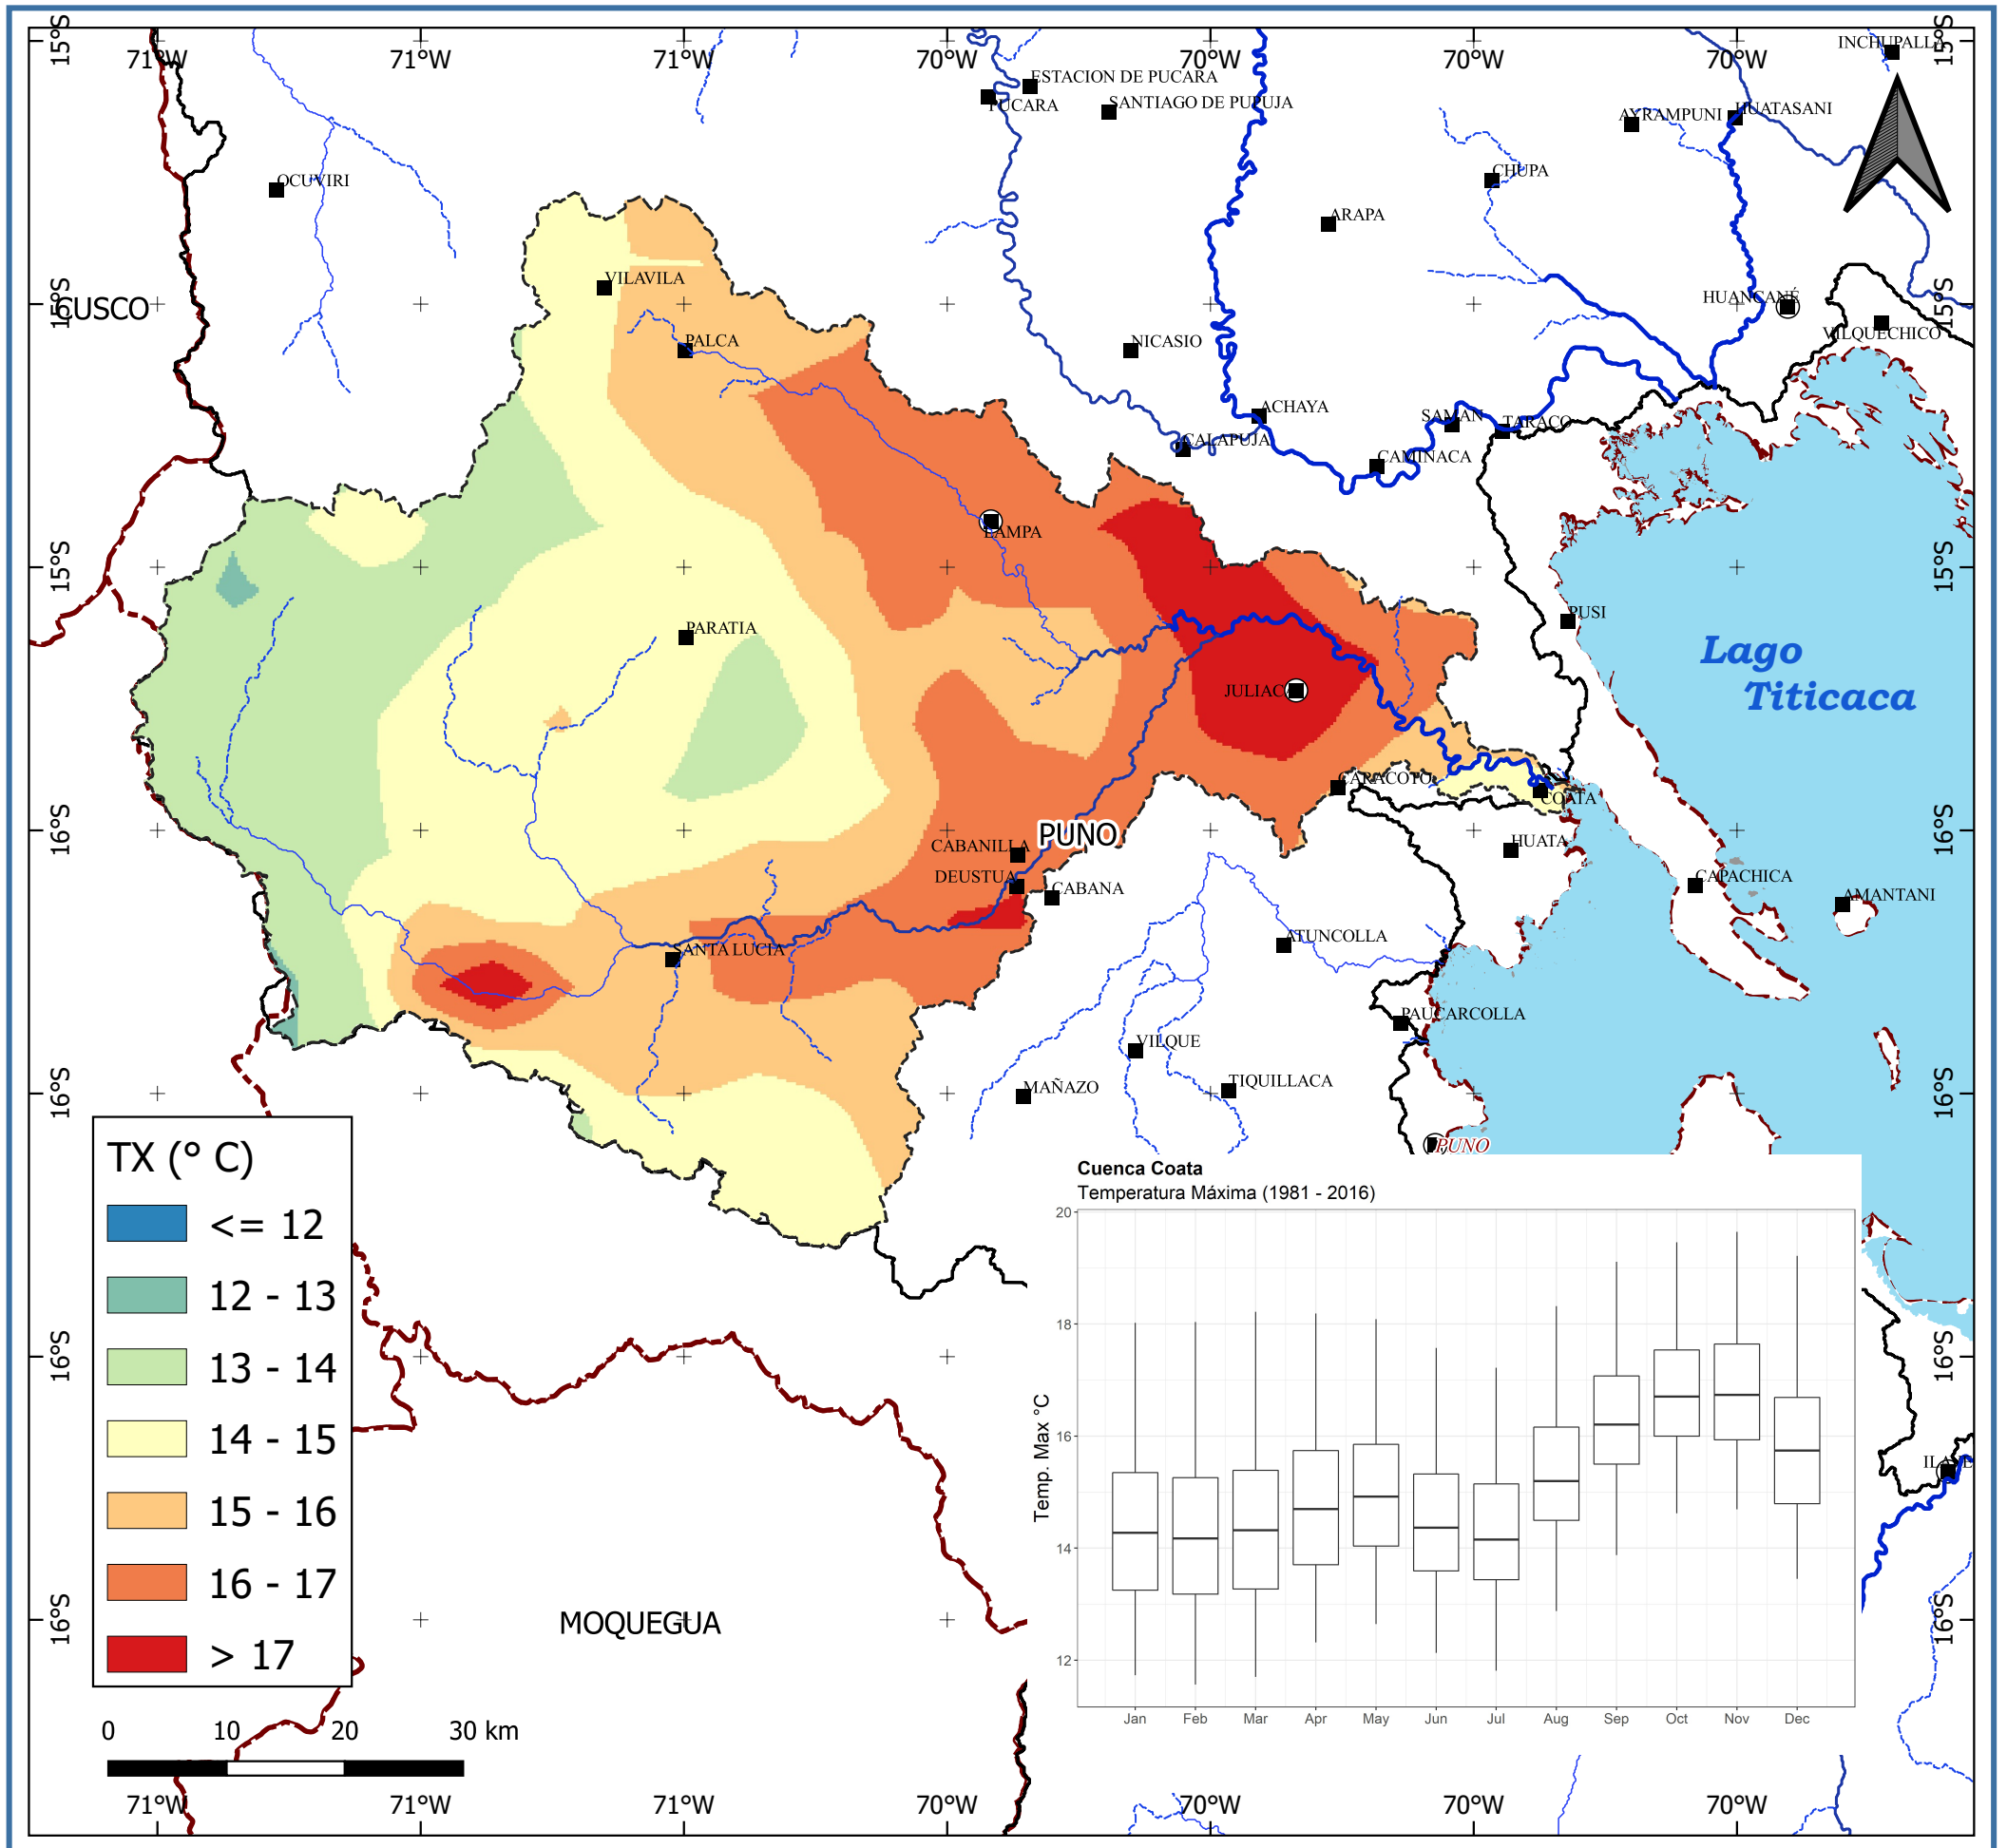 71°W 71°W 71°W 70°W 70°W 70°W 70°W
15°S
15°S
INCHUPALLA
ESTACION DE PUCARA
PUCARA
SANTIAGO DE PUPUJA
AYRAMPUNI
HUATASANI
OCUVIRI
CHUPA
ARAPA
VILAVILA
CUSCO
15°S
HUANCANÉ
15°S
VILQUECHICO
PALCA
NICASIO
ACHAYA
SAMAN
TARACO
CALAPUJA
CAMINACA
LAMPA
15°S
15°S
PUSI
PARATIA
Lago
Titicaca
JULIACA
CARACOTO
COATA
16°S
PUNO
16°S
HUATA
CABANILLA
DEUSTUA
CABANA
CAPACHICA
AMANTANI
ATUNCOLLA
SANTA LUCIA
PAUCARCOLLA
VILQUE
MAÑAZO
TIQUILLACA
16°S
16°S
PUNO
TX (° C)
<= 12
12 - 13
13 - 14
14 - 15
15 - 16
16 - 17
> 17
Cuenca Coata
Temperatura Máxima (1981 - 2016)
Temp. Max °C
20
18
16
14
12
Jan Feb Mar Apr May Jun Jul Aug Sep Oct Nov Dec
16°S
16°S
ILAVE
16°S
16°S
MOQUEGUA
0 10 20 30 km
71°W 71°W 71°W 70°W 70°W 70°W 70°W